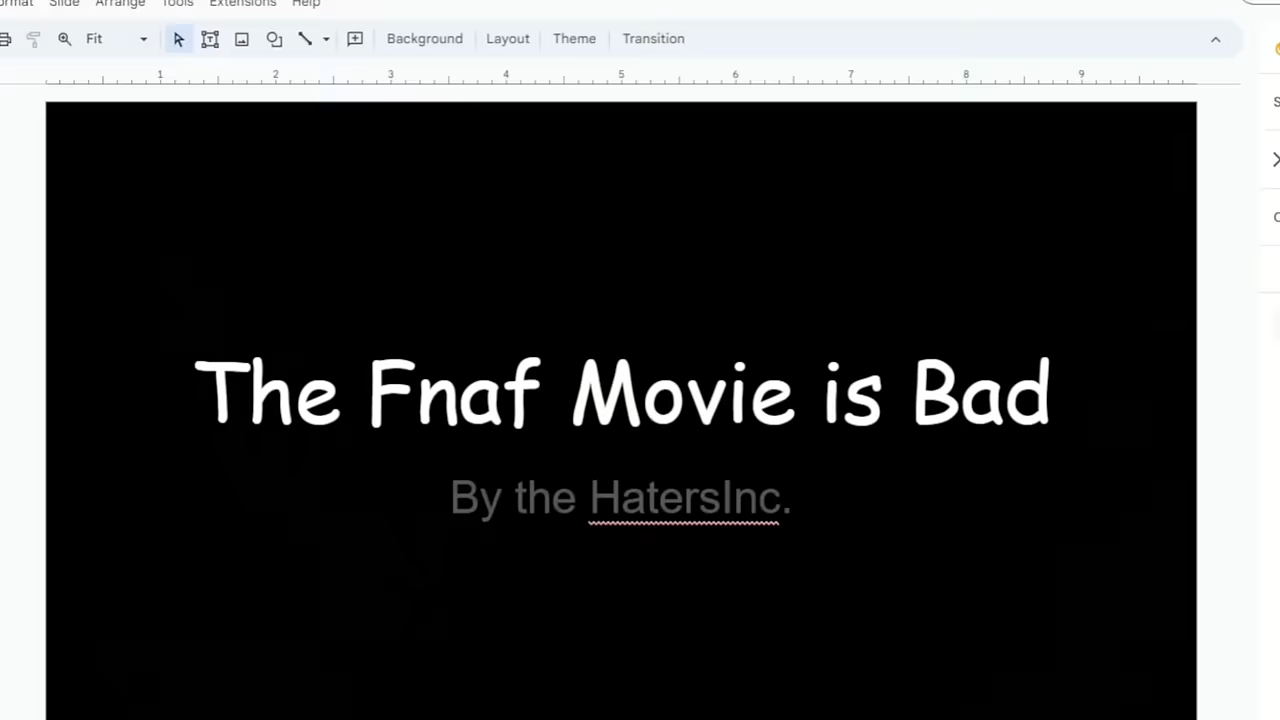 Format Slide Arrange Tools Extensions Help
Fit Background Layout Theme Transition
1 2 3 4 5 6 7 8 9
The Fnaf Movie is Bad
By the HatersInc.